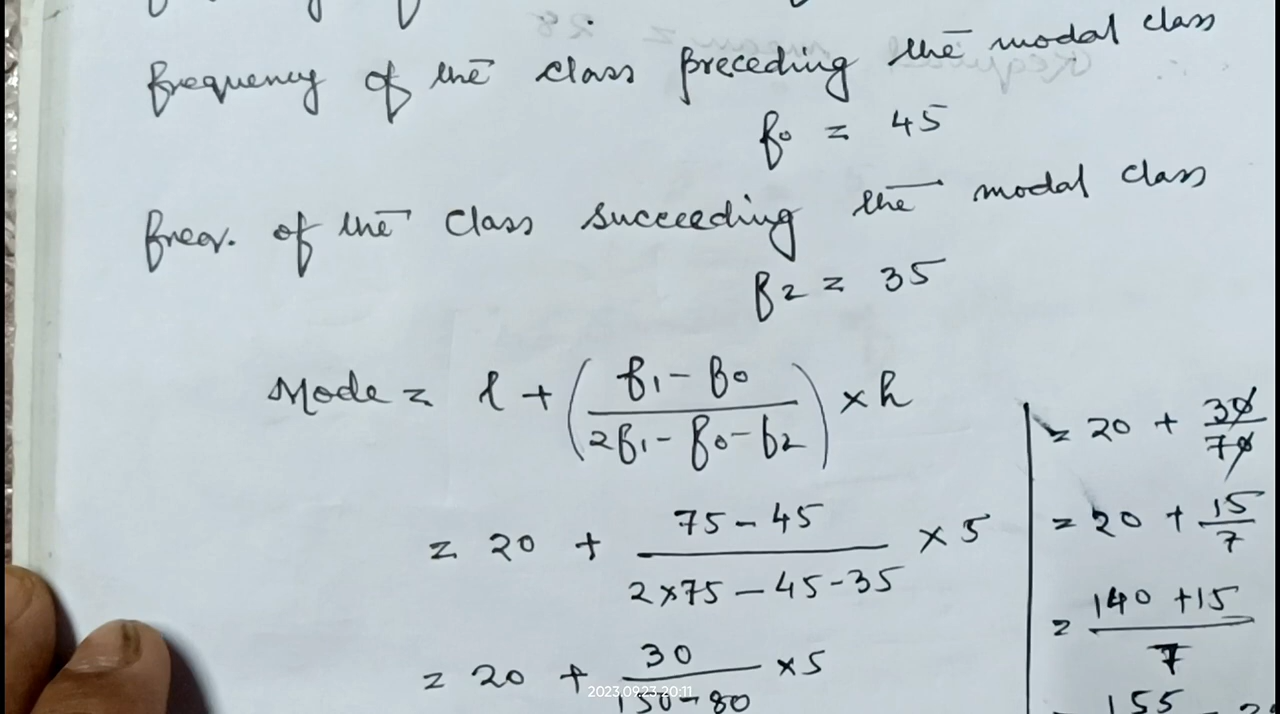 frequency of the class preceding the modal class
f₀ = 45
freq. of the class succeeding the modal class
f₂ = 35
Mode = l + ( (f₁ - f₀) / (2f₁ - f₀ - f₂) ) × h
= 20 + (75 - 45) / (2×75 - 45 - 35) × 5
= 20 + 30 / (150 - 80) × 5
= 20 + 30 / 70
= 20 + 15 / 7
= (140 + 15) / 7
155
2023.09.23 20:11